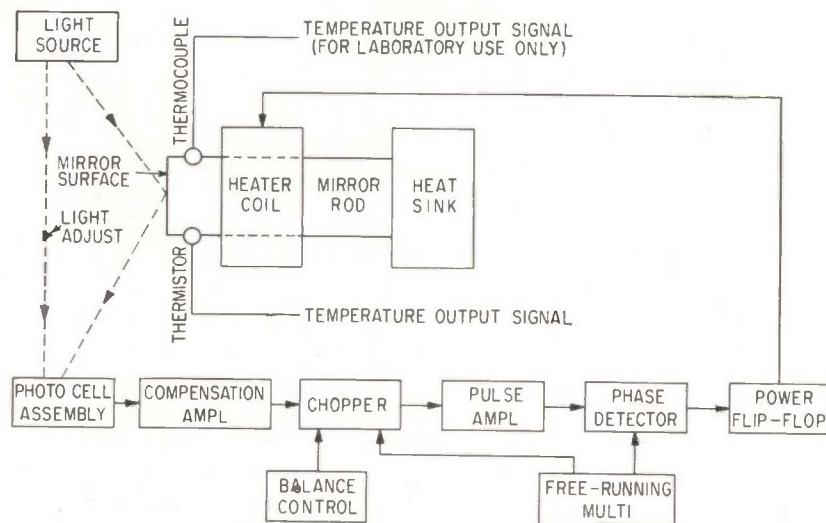 LIGHT
SOURCE
TEMPERATURE OUTPUT SIGNAL
(FOR LABORATORY USE ONLY)
THERMOCOUPLE
MIRROR
SURFACE
HEATER
COIL
MIRROR
ROD
HEAT
SINK
LIGHT
ADJUST
THERMISTOR
TEMPERATURE OUTPUT SIGNAL
PHOTO CELL
ASSEMBLY
COMPENSATION
AMPL
CHOPPER
PULSE
AMPL
PHASE
DETECTOR
POWER
FLIP-FLOP
BALANCE
CONTROL
FREE-RUNNING
MULTI